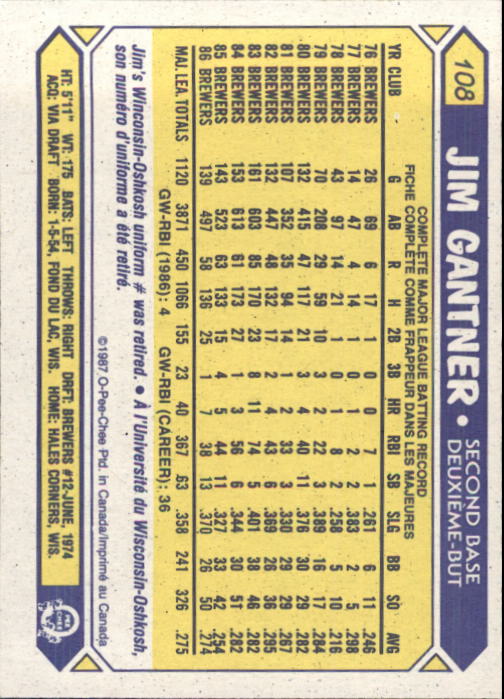 108
JIM GANTNER • SECOND BASE
DEUXIÈME-BUT
COMPLETE MAJOR LEAGUE BATTING RECORD
FICHE COMPLÈTE COMME FRAPPEUR DANS LES MAJEURES
YR CLUB G AB R H 2B 3B HR RBI SB SLG BB SO AVG
76 BREWERS 26 69 6 17 1 0 0 7 1 .261 6 11 .246
77 BREWERS 14 47 4 14 1 0 1 2 2 .383 2 5 .298
78 BREWERS 43 97 14 21 1 0 1 8 2 .258 5 10 .216
79 BREWERS 70 208 29 59 10 3 2 22 3 .389 16 17 .284
80 BREWERS 132 415 47 117 21 3 4 40 11 .376 30 29 .282
81 BREWERS 107 352 35 94 14 1 2 33 3 .330 29 29 .267
82 BREWERS 132 447 48 132 17 2 4 43 6 .369 26 36 .295
83 BREWERS 161 603 85 170 23 8 11 74 5 .401 38 46 .282
84 BREWERS 153 613 61 173 27 1 3 56 6 .344 30 51 .282
85 BREWERS 143 523 63 133 15 4 5 44 11 .327 33 42 .254
86 BREWERS 139 497 58 136 25 1 7 38 13 .370 26 50 .274
MAJ. LEA. TOTALS 1120 3871 450 1066 155 23 40 367 63 .358 241 326 .275
GW-RBI (1986): 4 GW-RBI (CAREER): 36
Jim's Winconsin-Oshkosh uniform # was retired. • À l'Université du Wisconsin-Oshkosh,
son numéro d'uniforme a été retiré.
©1987 O-Pee-Chee Ptd. in Canada/Imprimé au Canada
HT: 5'11" WT: 175 BATS: LEFT THROWS: RIGHT DRFT: BREWERS #12-JUNE, 1974
ACQ: VIA DRAFT BORN: 1-5-54, FOND DU LAC, WIS. HOME: HALES CORNERS, WIS.
O
PEE
CHEE